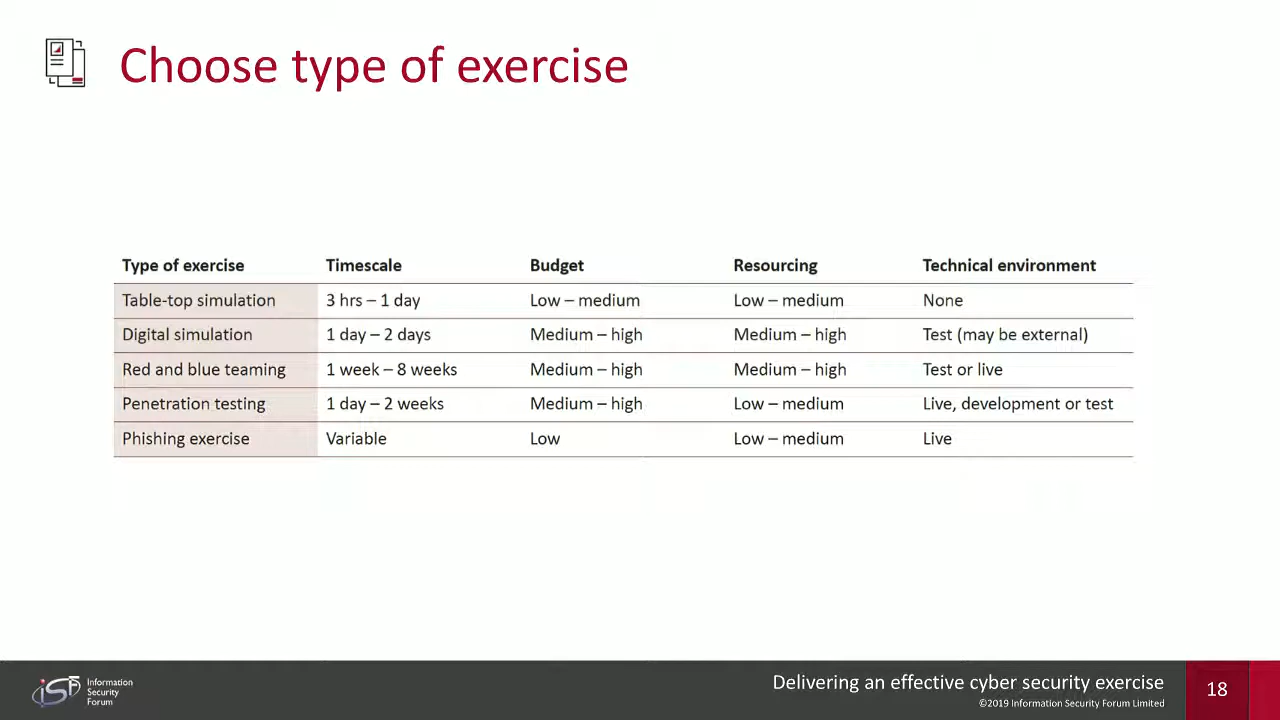 Choose type of exercise
Type of exercise Timescale Budget Resourcing Technical environment
Table-top simulation 3 hrs – 1 day Low – medium Low – medium None
Digital simulation 1 day – 2 days Medium – high Medium – high Test (may be external)
Red and blue teaming 1 week – 8 weeks Medium – high Medium – high Test or live
Penetration testing 1 day – 2 weeks Medium – high Low – medium Live, development or test
Phishing exercise Variable Low Low – medium Live
iSF Information
Security
Forum
Delivering an effective cyber security exercise
©2019 Information Security Forum Limited
18